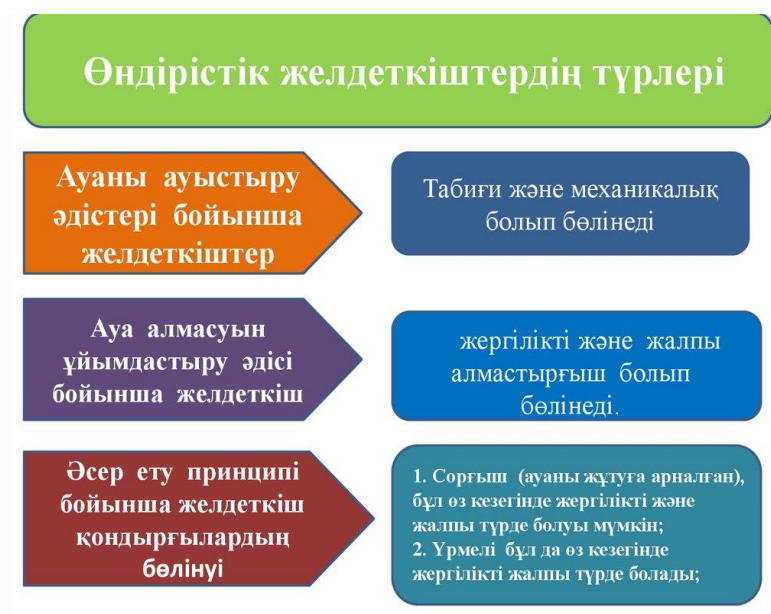 Өндірістік желдеткіштердің түрлері
Ауаны ауыстыру
әдістері бойынша
желдеткіштер
Табиғи және механикалық
болып бөлінеді
Ауа алмасуын
ұйымдастыру әдісі
бойынша желдеткіш
жергілікті және жалпы
алмастырғыш болып
бөлінеді.
Әсер ету принципі
бойынша желдеткіш
қондырғылардың
бөлінуі
1. Сорғыш (ауаны жұтуға арналған),
бұл өз кезегінде жергілікті және
жалпы түрде болуы мүмкін;
2. Үрмелі бұл да өз кезегінде
жергілікті жалпы түрде болады;